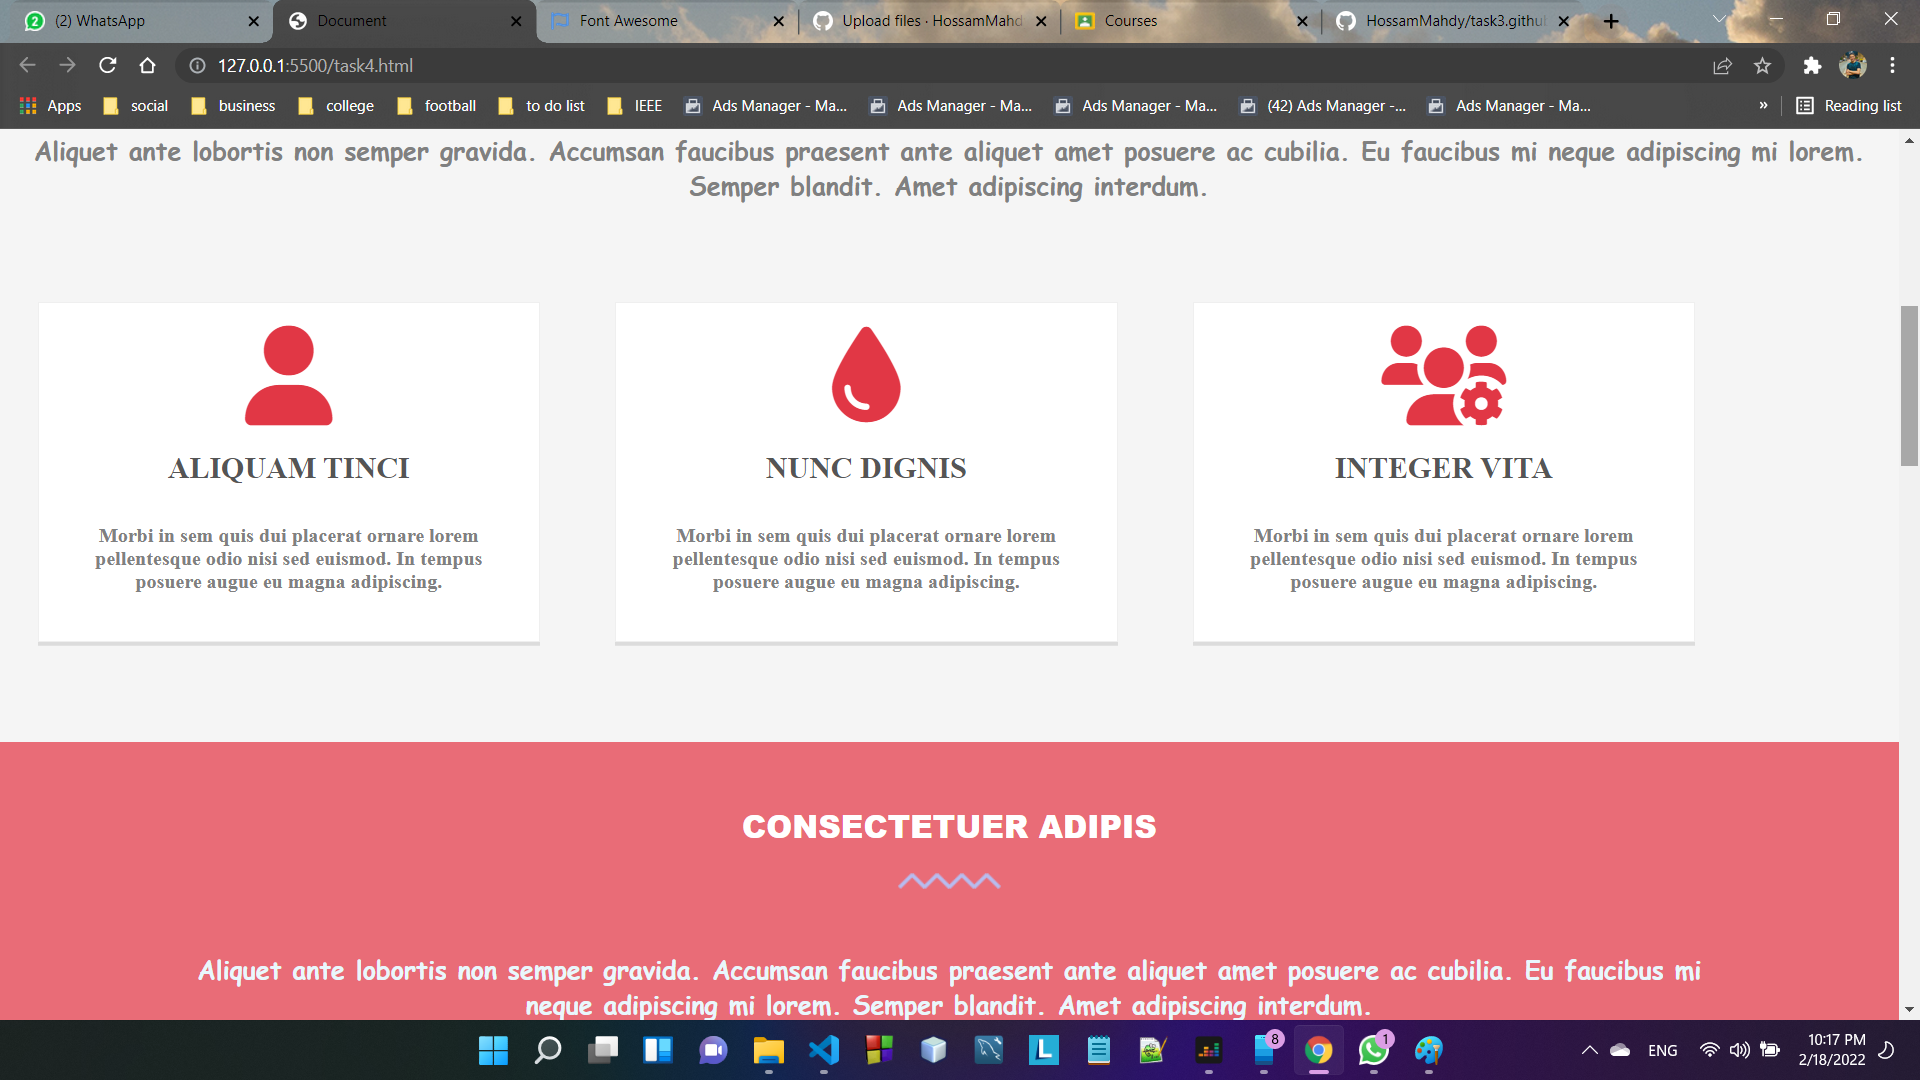 (2) WhatsApp
Document
Font Awesome
Upload files · HossamMahd
Courses
HossamMahdy/task3.githu
127.0.0.1:5500/task4.html
Apps social business college football to do list IEEE Ads Manager - Ma... Ads Manager - Ma... Ads Manager - Ma... (42) Ads Manager -... Ads Manager - Ma... » Reading list
Aliquet ante lobortis non semper gravida. Accumsan faucibus praesent ante aliquet amet posuere ac cubilia. Eu faucibus mi neque adipiscing mi lorem.
Semper blandit. Amet adipiscing interdum.
ALIQUAM TINCI
Morbi in sem quis dui placerat ornare lorem
pellentesque odio nisi sed euismod. In tempus
posuere augue eu magna adipiscing.
NUNC DIGNIS
Morbi in sem quis dui placerat ornare lorem
pellentesque odio nisi sed euismod. In tempus
posuere augue eu magna adipiscing.
INTEGER VITA
Morbi in sem quis dui placerat ornare lorem
pellentesque odio nisi sed euismod. In tempus
posuere augue eu magna adipiscing.
CONSECTETUER ADIPIS
Aliquet ante lobortis non semper gravida. Accumsan faucibus praesent ante aliquet amet posuere ac cubilia. Eu faucibus mi
neque adipiscing mi lorem. Semper blandit. Amet adipiscing interdum.
L
8
1
ENG
10:17 PM
2/18/2022